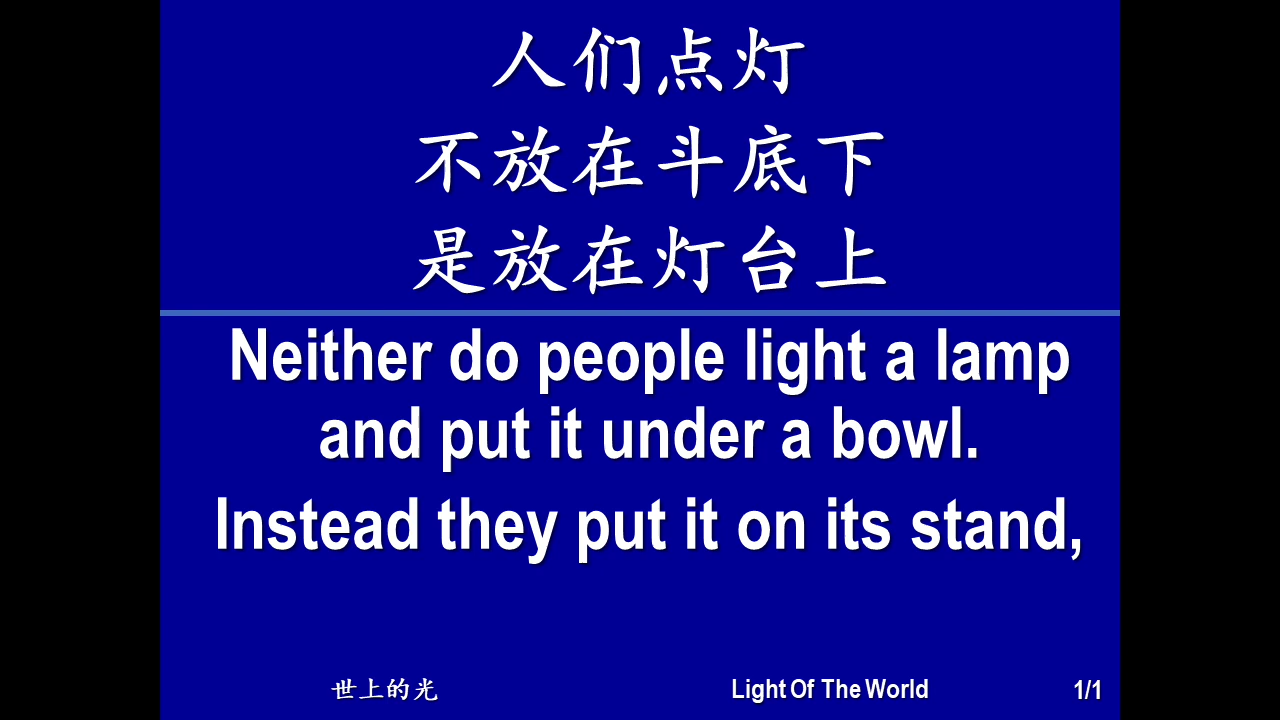 人们点灯
不放在斗底下
是放在灯台上
Neither do people light a lamp
and put it under a bowl.
Instead they put it on its stand,
世上的光 Light Of The World 1/1